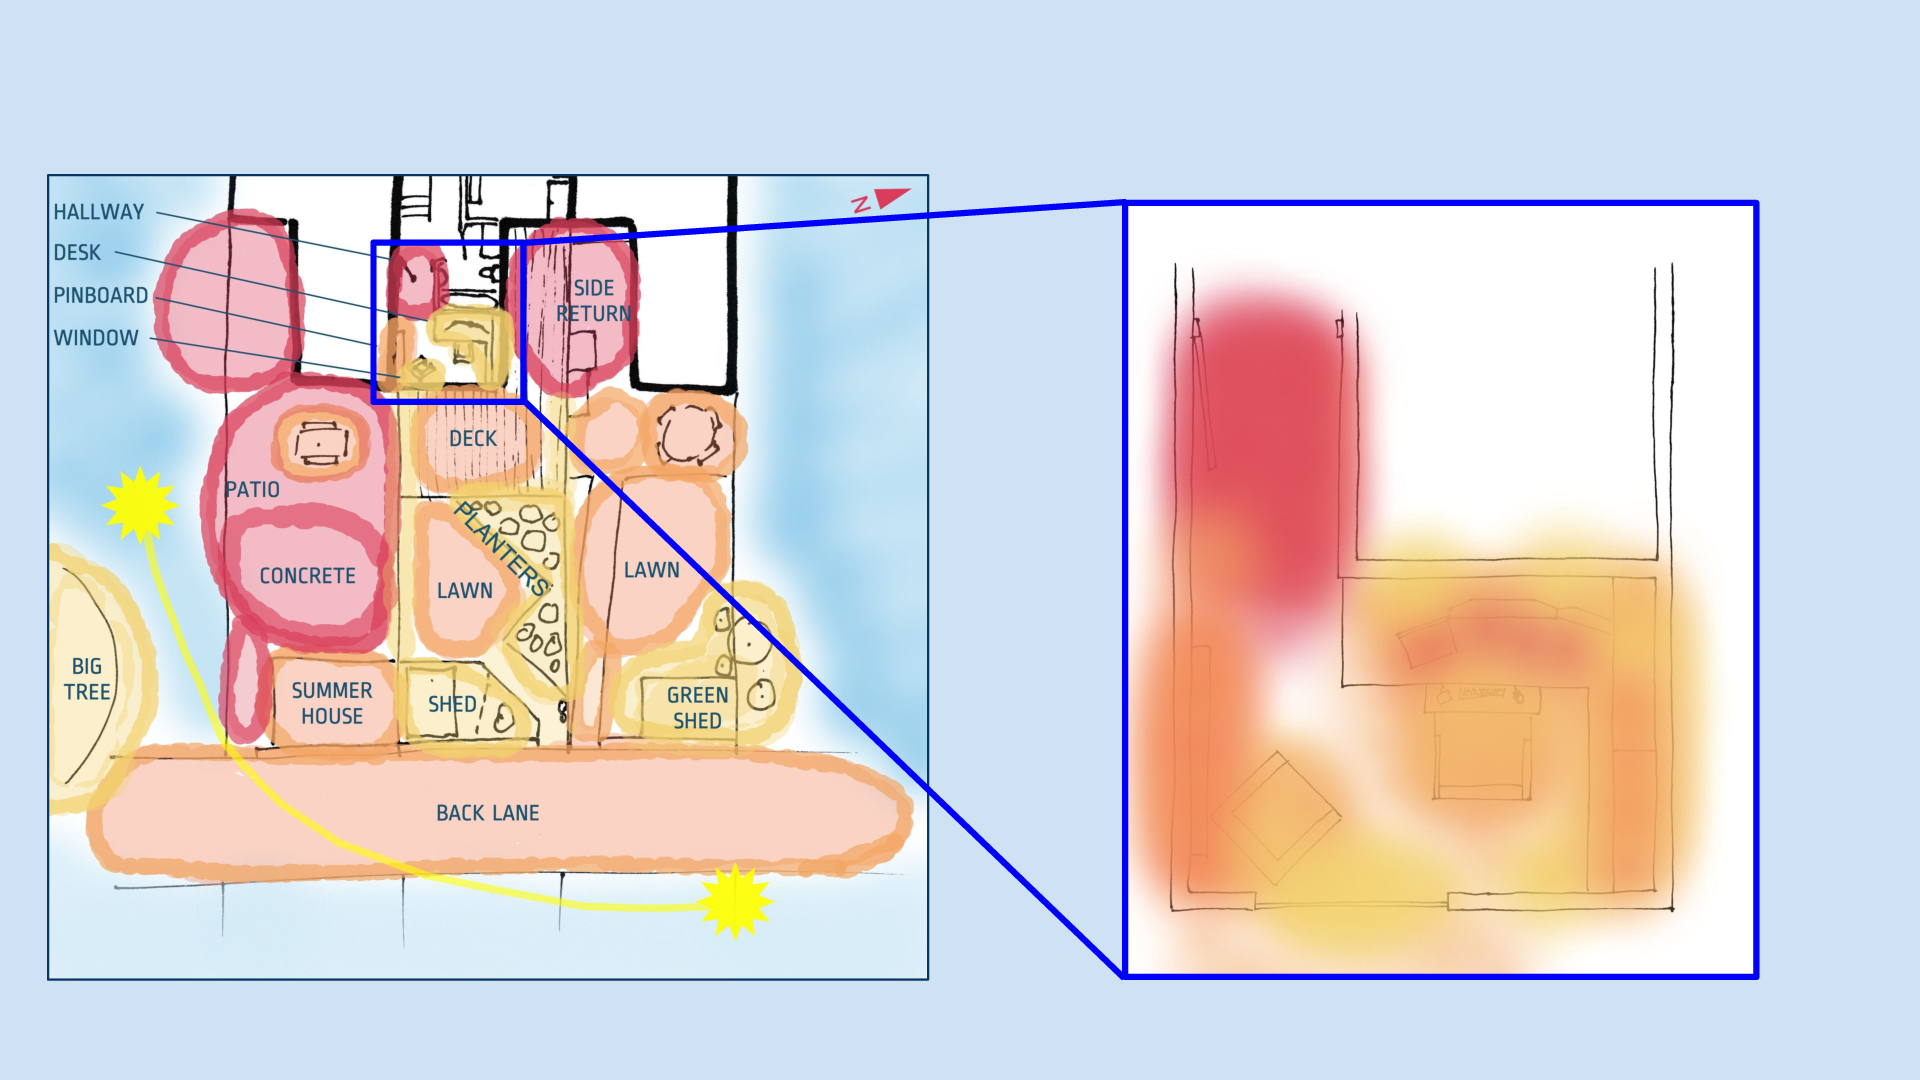 HALLWAY
N
DESK
PINBOARD
WINDOW
SIDE
RETURN
DECK
PATIO
PLANTERS
CONCRETE
LAWN
LAWN
BIG
TREE
SUMMER
HOUSE
SHED
GREEN
SHED
BACK LANE